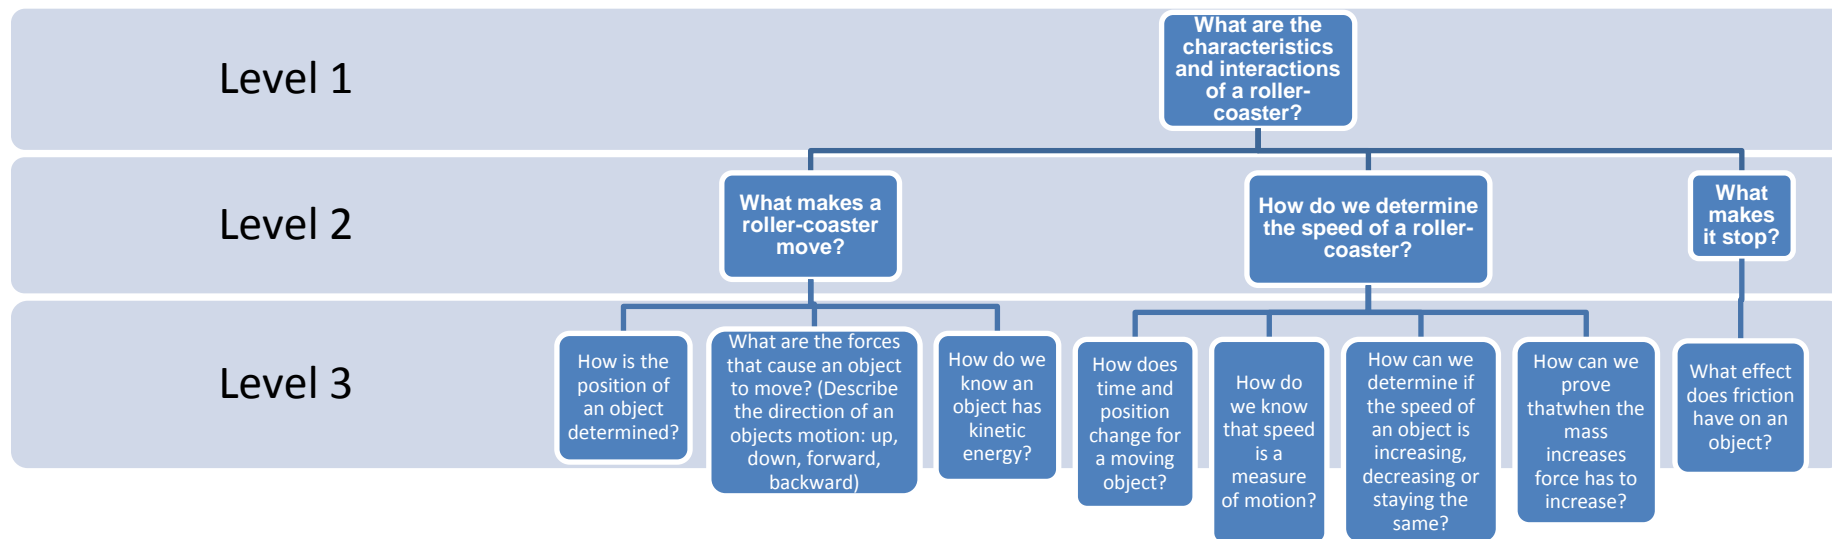 Level 1
What are the
characteristics
and interactions
of a roller-
coaster?
Level 2
What makes a
roller-coaster
move?
How do we determine
the speed of a roller-
coaster?
What
makes
it stop?
Level 3
How is the
position of
an object
determined?
What are the forces
that cause an object
to move? (Describe
the direction of an
objects motion: up,
down, forward,
backward)
How do we
know an
object has
kinetic
energy?
How does
time and
position
change for
a moving
object?
How do
we know
that speed
is a
measure
of motion?
How can we
determine if
the speed of
an object is
increasing,
decreasing or
staying the
same?
How can we
prove
thatwhen the
mass
increases
force has to
increase?
What effect
does friction
have on an
object?